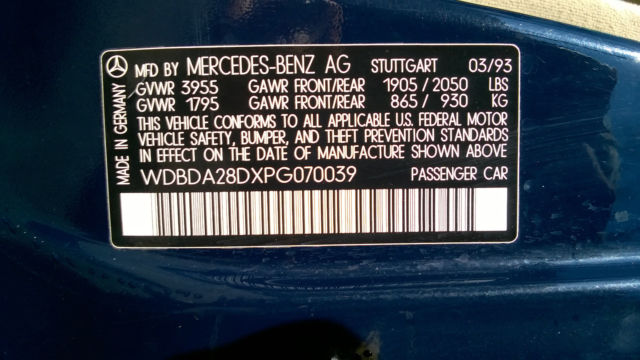 MFD BY MERCEDES-BENZ AG STUTTGART 03/93
GVWR 3955 GAWR FRONT/REAR 1905/2050 LBS
GVWR 1795 GAWR FRONT/REAR 865/930 KG
THIS VEHICLE CONFORMS TO ALL APPLICABLE U.S. FEDERAL MOTOR
VEHICLE SAFETY, BUMPER, AND THEFT PREVENTION STANDARDS
IN EFFECT ON THE DATE OF MANUFACTURE SHOWN ABOVE
WDBDA28DXPG070039 PASSENGER CAR
MADE IN GERMANY